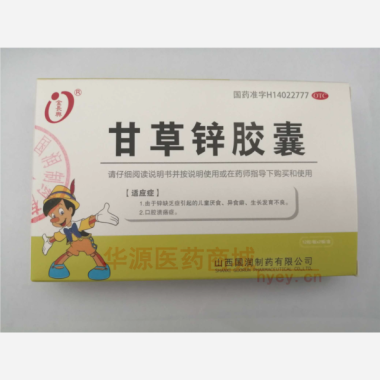 国药准字H14022777 OTC
甘草锌胶囊
请仔细阅读说明书并按说明使用或在药师指导下购买和使用
【适应症】
1.由于锌缺乏症引起的儿童厌食、异食癖、生长发育不良。
2.口腔溃疡症。
华源医药商城
山西国润制药有限公司
hyey.cn